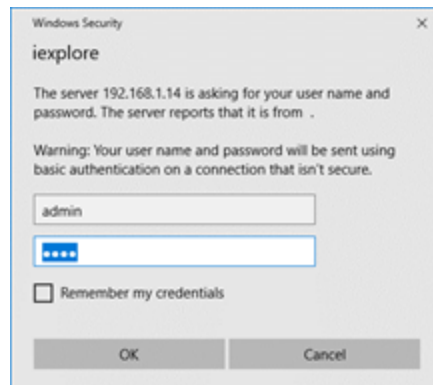 Windows Security
iexplore
The server 192.168.1.14 is asking for your user name and
password. The server reports that it is from .
Warning: Your user name and password will be sent using
basic authentication on a connection that isn't secure.
admin
••••
Remember my credentials
OK
Cancel